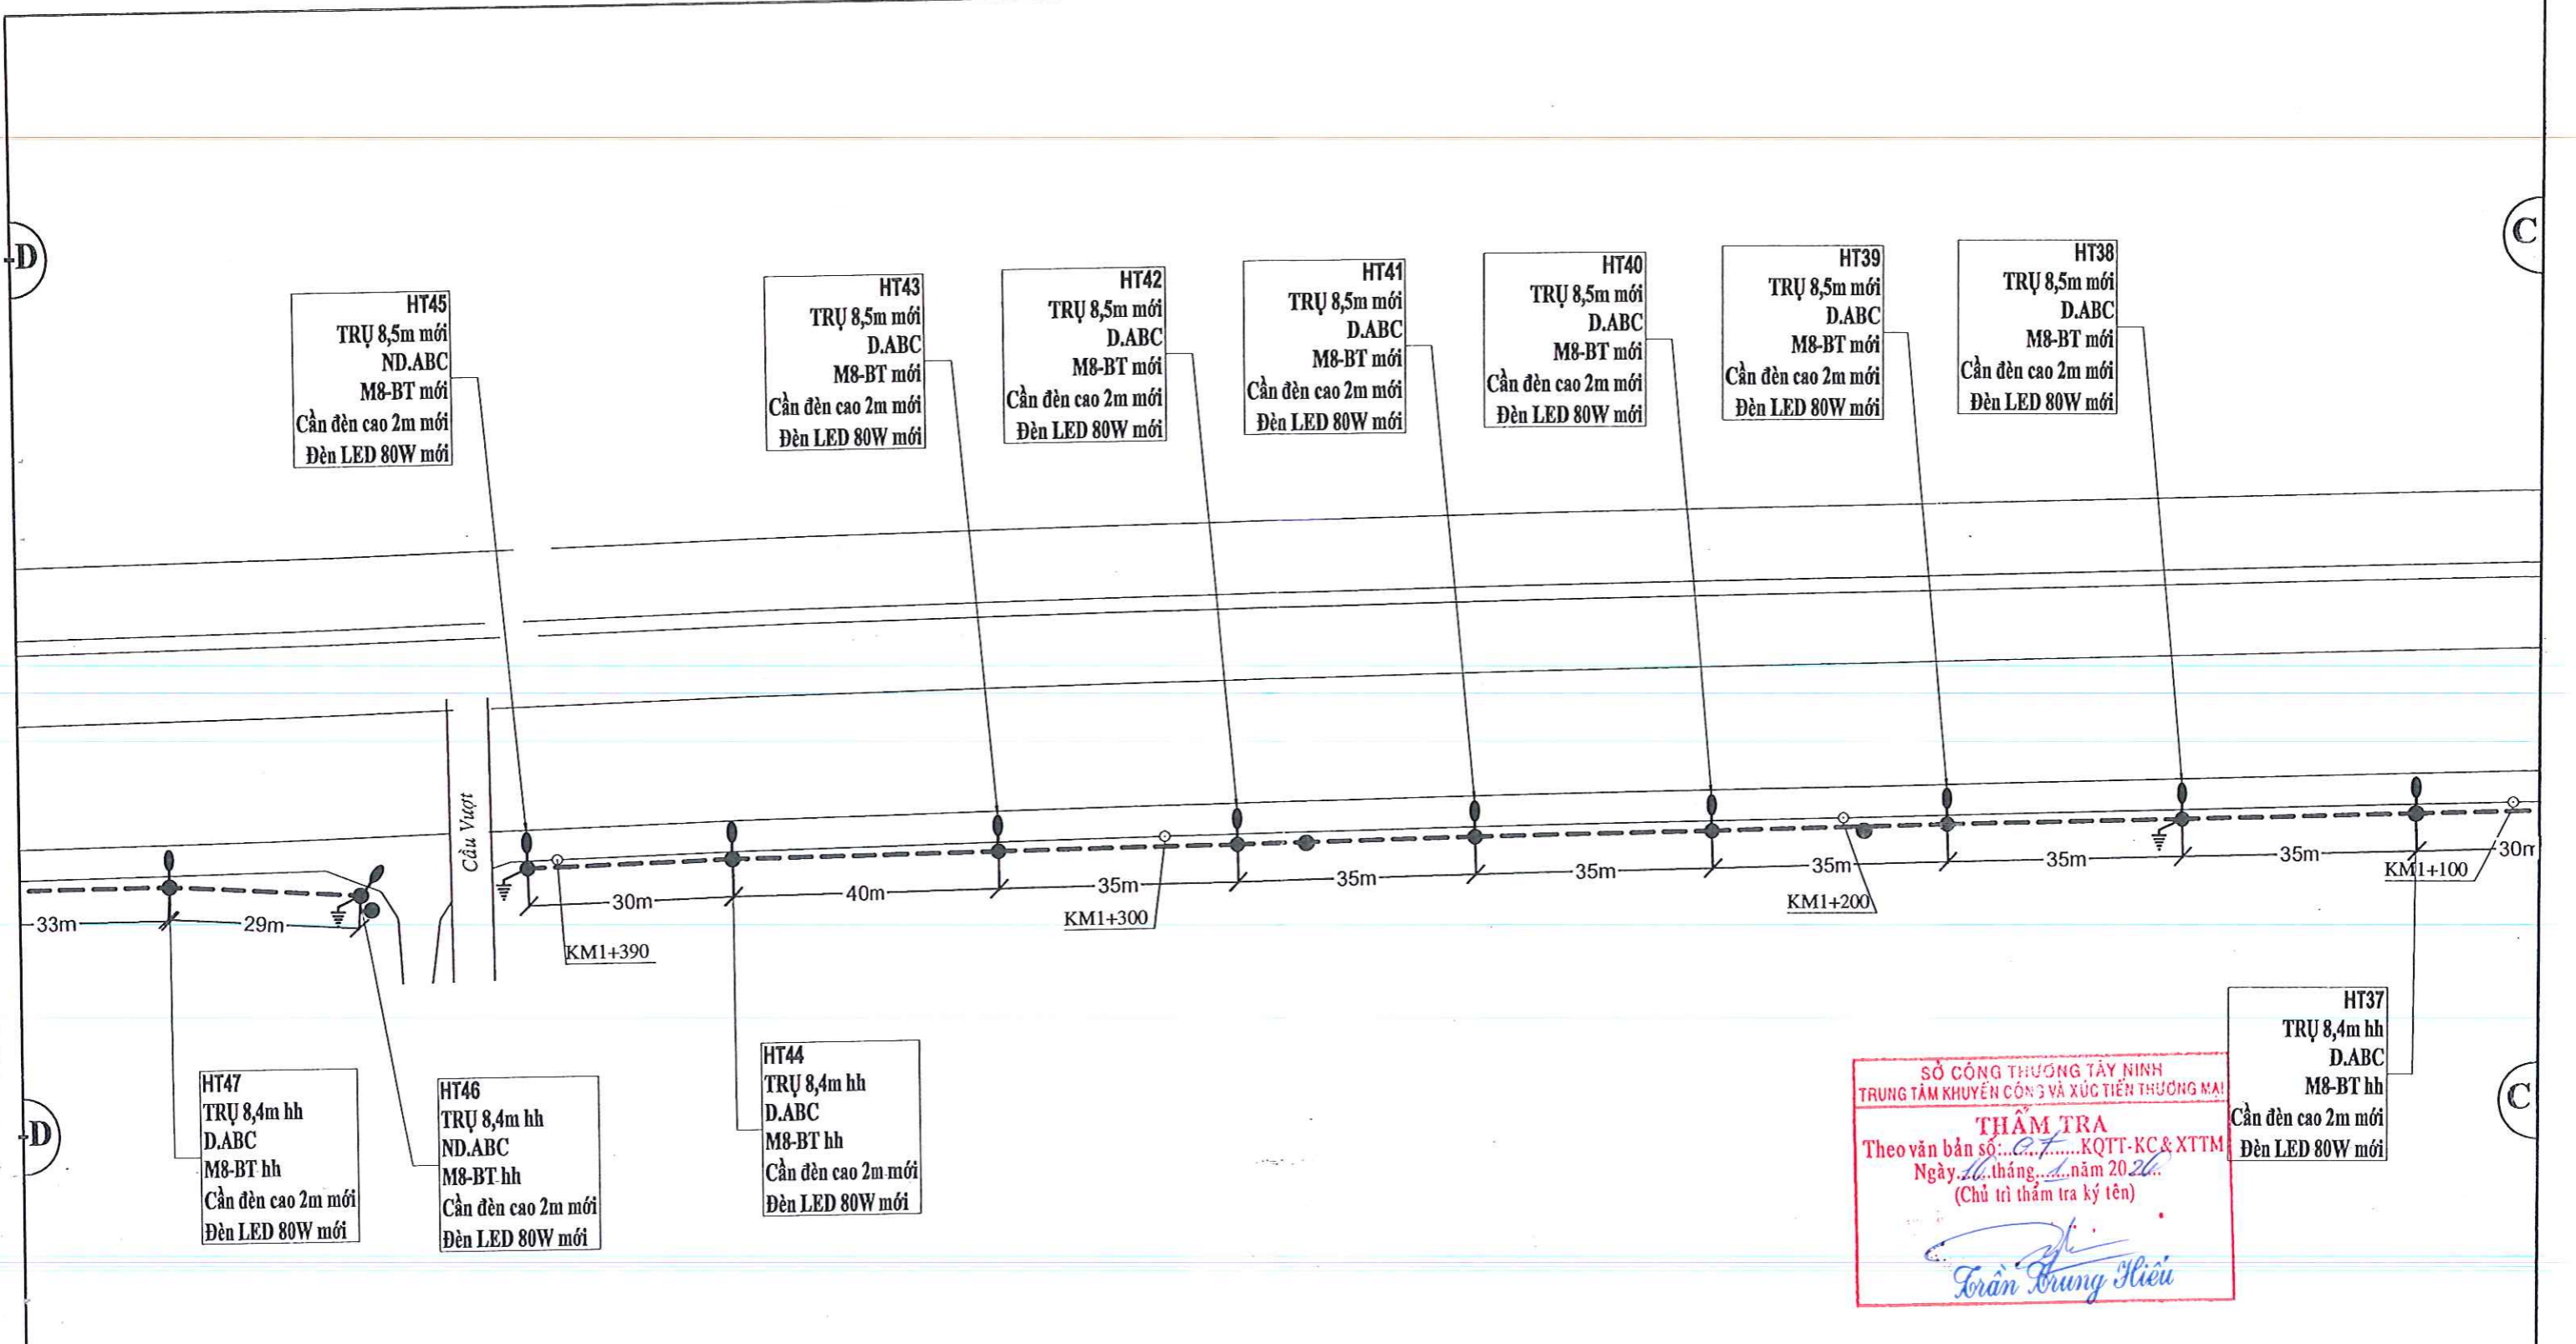 D
C
HT45
TRỤ 8,5m mới
ND.ABC
M8-BT mới
Cần đèn cao 2m mới
Đèn LED 80W mới
HT43
TRỤ 8,5m mới
D.ABC
M8-BT mới
Cần đèn cao 2m mới
Đèn LED 80W mới
HT42
TRỤ 8,5m mới
D.ABC
M8-BT mới
Cần đèn cao 2m mới
Đèn LED 80W mới
HT41
TRỤ 8,5m mới
D.ABC
M8-BT mới
Cần đèn cao 2m mới
Đèn LED 80W mới
HT40
TRỤ 8,5m mới
D.ABC
M8-BT mới
Cần đèn cao 2m mới
Đèn LED 80W mới
HT39
TRỤ 8,5m mới
D.ABC
M8-BT mới
Cần đèn cao 2m mới
Đèn LED 80W mới
HT38
TRỤ 8,5m mới
D.ABC
M8-BT mới
Cần đèn cao 2m mới
Đèn LED 80W mới
Cầu Vượt
33m
29m
30m
40m
35m
35m
35m
35m
35m
35m
30m
KM1+390
KM1+300
KM1+200
KM1+100
D
HT47
TRỤ 8,4m hh
D.ABC
M8-BT hh
Cần đèn cao 2m mới
Đèn LED 80W mới
HT46
TRỤ 8,4m hh
ND.ABC
M8-BT hh
Cần đèn cao 2m mới
Đèn LED 80W mới
HT44
TRỤ 8,4m hh
D.ABC
M8-BT hh
Cần đèn cao 2m mới
Đèn LED 80W mới
HT37
TRỤ 8,4m hh
D.ABC
M8-BT hh
Cần đèn cao 2m mới
Đèn LED 80W mới
C
SỞ CÔNG THƯƠNG TÂY NINH
TRUNG TÂM KHUYẾN CÔNG VÀ XÚC TIẾN THƯƠNG MẠI
THẨM TRA
Theo văn bản số:...07......KQTT-KC&XTTM
Ngày.16.tháng..1..năm 2026..
(Chủ trì thẩm tra ký tên)
Trần Trung Hiếu